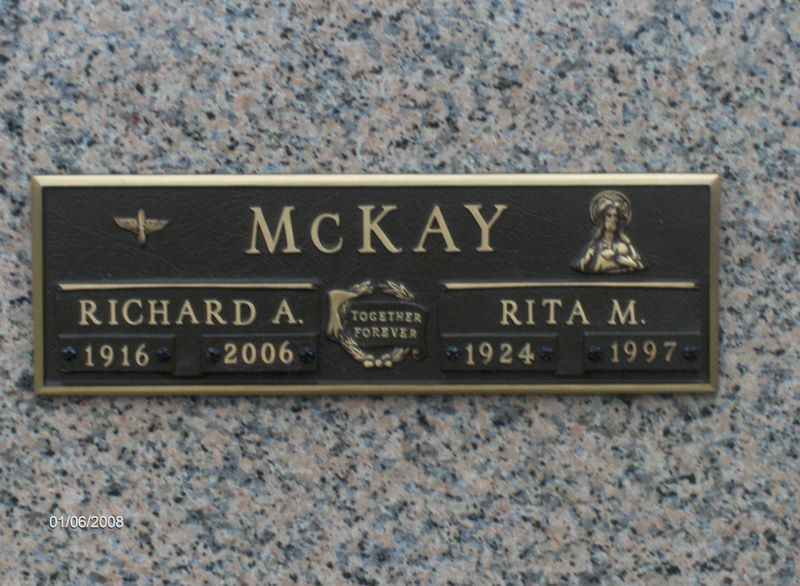 McKAY
RICHARD A.
1916 2006
TOGETHER
FOREVER
RITA M.
1924 1997
01/06/2008